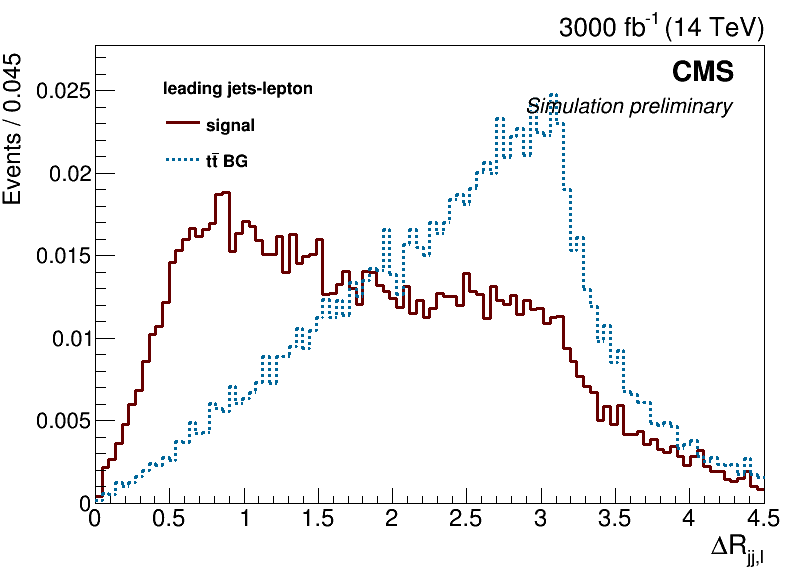 3000 fb⁻¹ (14 TeV)
CMS
Simulation preliminary
leading jets-lepton
signal
tt̄ BG
Events / 0.045
0.025
0.02
0.015
0.01
0.005
0
0 0.5 1 1.5 2 2.5 3 3.5 4 4.5
ΔR_jj,l